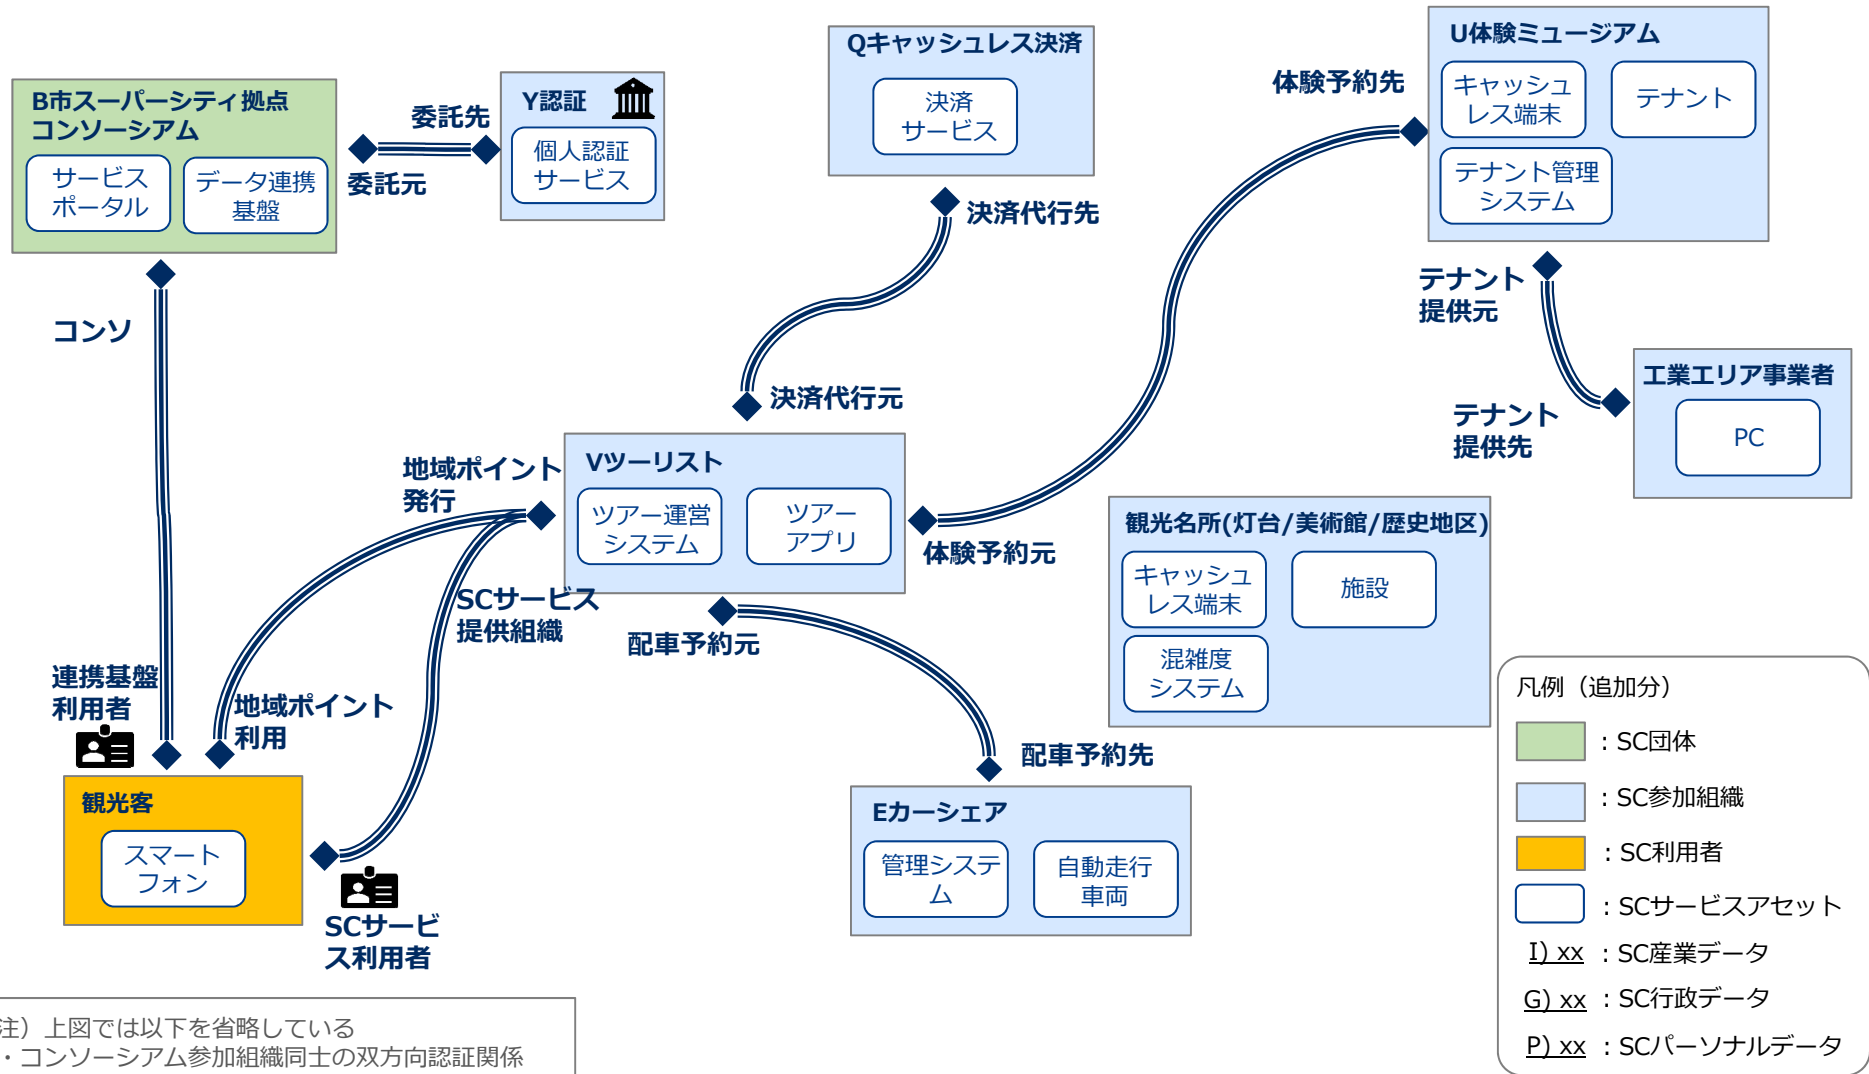 B市スーパーシティ拠点
コンソーシアム
サービス
ポータル
データ連携
基盤
委託先
委託元
Y認証
個人認証
サービス
Qキャッシュレス決済
決済
サービス
決済代行先
体験予約先
U体験ミュージアム
キャッシュ
レス端末
テナント
テナント管理
システム
テナント
提供元
コンソ
工業エリア事業者
PC
テナント
提供先
決済代行元
地域ポイント
発行
Vツーリスト
ツアー運営
システム
ツアー
アプリ
体験予約元
SCサービス
提供組織
配車予約元
観光名所(灯台/美術館/歴史地区)
キャッシュ
レス端末
施設
混雑度
システム
連携基盤
利用者
地域ポイント
利用
配車予約先
観光客
スマート
フォン
SCサービ
ス利用者
Eカーシェア
管理システ
ム
自動走行
車両
凡例（追加分）
：SC団体
：SC参加組織
：SC利用者
：SCサービスアセット
I) xx ：SC産業データ
G) xx ：SC行政データ
P) xx ：SCパーソナルデータ
注）上図では以下を省略している
・コンソーシアム参加組織同士の双方向認証関係